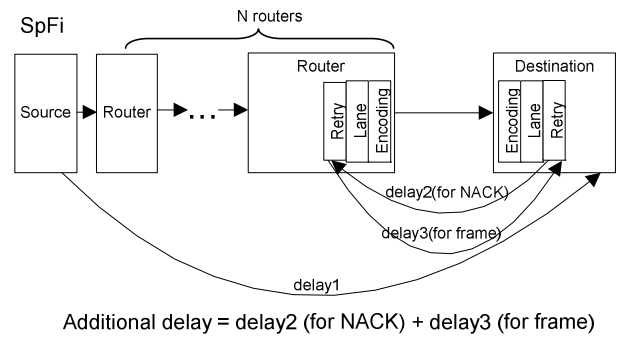 SpFi
N routers
Source
Router
...
Router
Retry
Lane
Encoding
Destination
Encoding
Lane
Retry
delay2(for NACK)
delay3(for frame)
delay1
Additional delay = delay2 (for NACK) + delay3 (for frame)